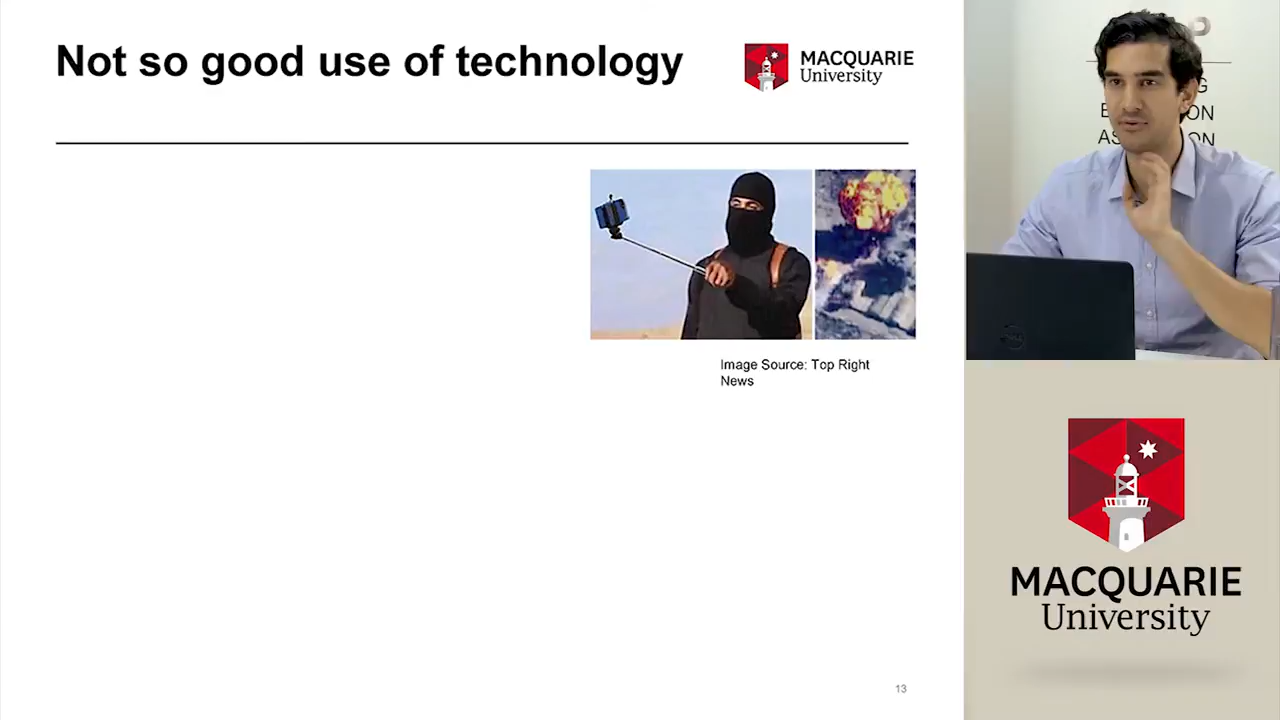 Not so good use of technology
MACQUARIE
University
Image Source: Top Right
News
13
MACQUARIE
University